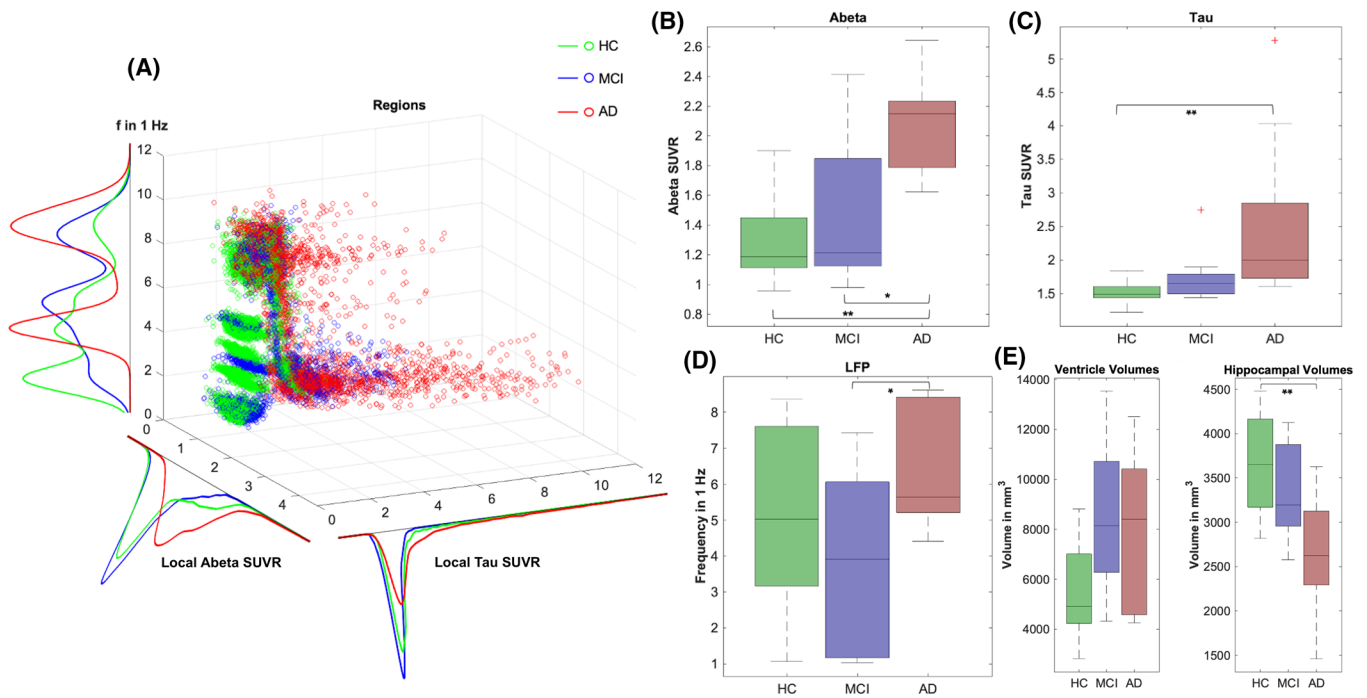 (A)
HC
MCI
AD
Regions
f in 1 Hz
12
10
8
6
4
2
0
0
1
2
3
4
0
2
4
6
8
10
12
Local Abeta SUVR
Local Tau SUVR
(B)
Abeta
Abeta SUVR
2.6
2.4
2.2
2
1.8
1.6
1.4
1.2
1
0.8
*
**
HC MCI AD
(C)
Tau
Tau SUVR
5
4.5
4
3.5
3
2.5
2
1.5
**
HC MCI AD
(D)
LFP
Frequency in 1 Hz
8
7
6
5
4
3
2
1
*
HC MCI AD
(E)
Ventricle Volumes
Volume in mm³
14000
12000
10000
8000
6000
4000
HC MCI AD
Hippocampal Volumes
Volume in mm³
4500
4000
3500
3000
2500
2000
1500
**
HC MCI AD